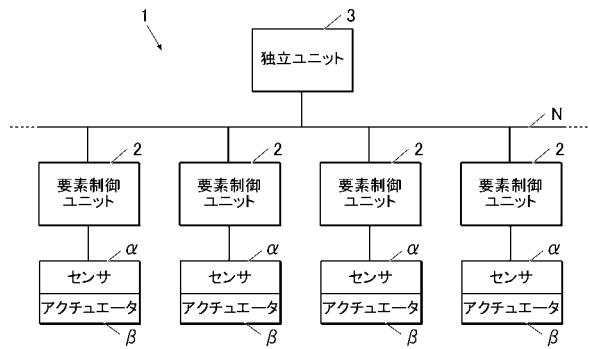 1
3
独立ユニット
N
2
2
2
2
要素制御
ユニット
要素制御
ユニット
要素制御
ユニット
要素制御
ユニット
α
α
α
α
センサ
センサ
センサ
センサ
アクチュエータ
アクチュエータ
アクチュエータ
アクチュエータ
β
β
β
β